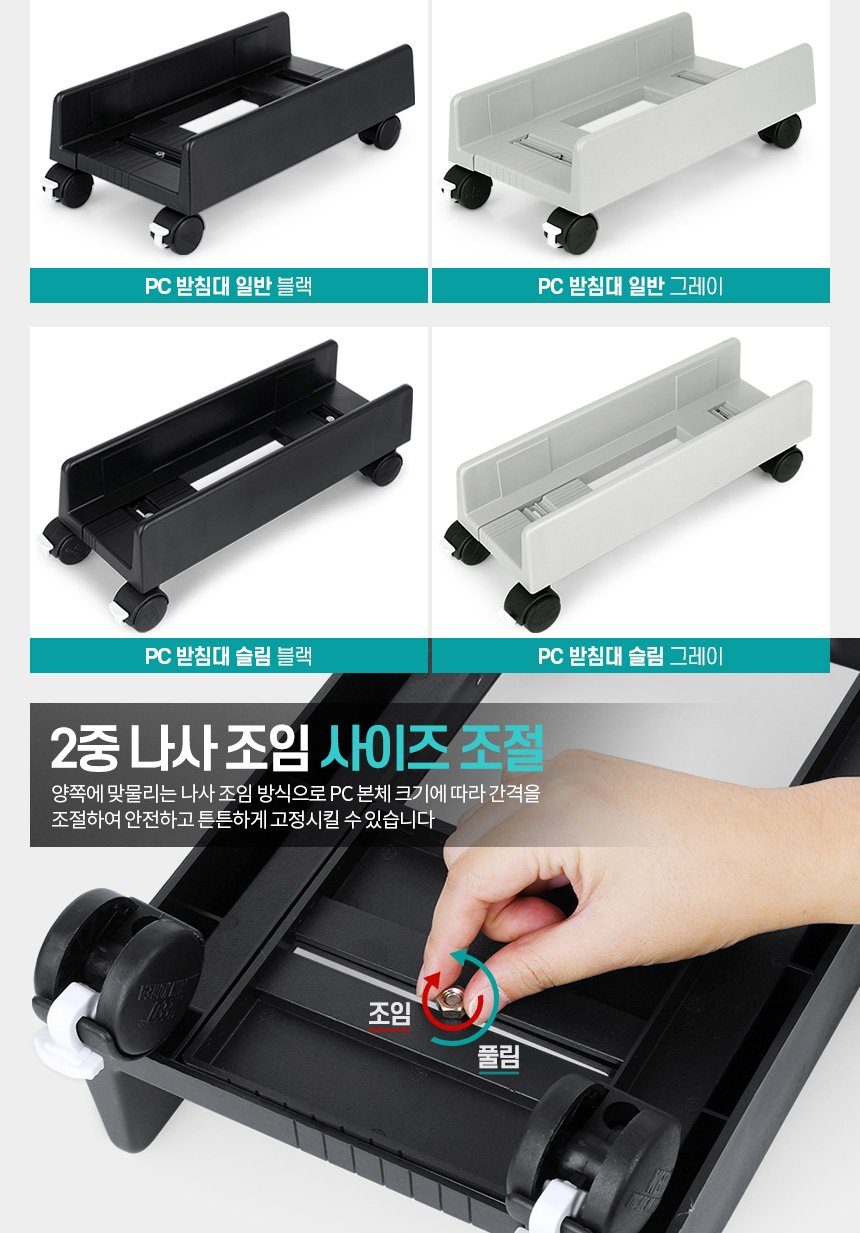 PC 받침대 일반 블랙
PC 받침대 일반 그레이
PC 받침대 슬림 블랙
PC 받침대 슬림 그레이
2중 나사 조임 사이즈 조절
양쪽에 맞물리는 나사 조임 방식으로 PC 본체 크기에 따라 간격을
조절하여 안전하고 튼튼하게 고정시킬 수 있습니다
조임
풀림